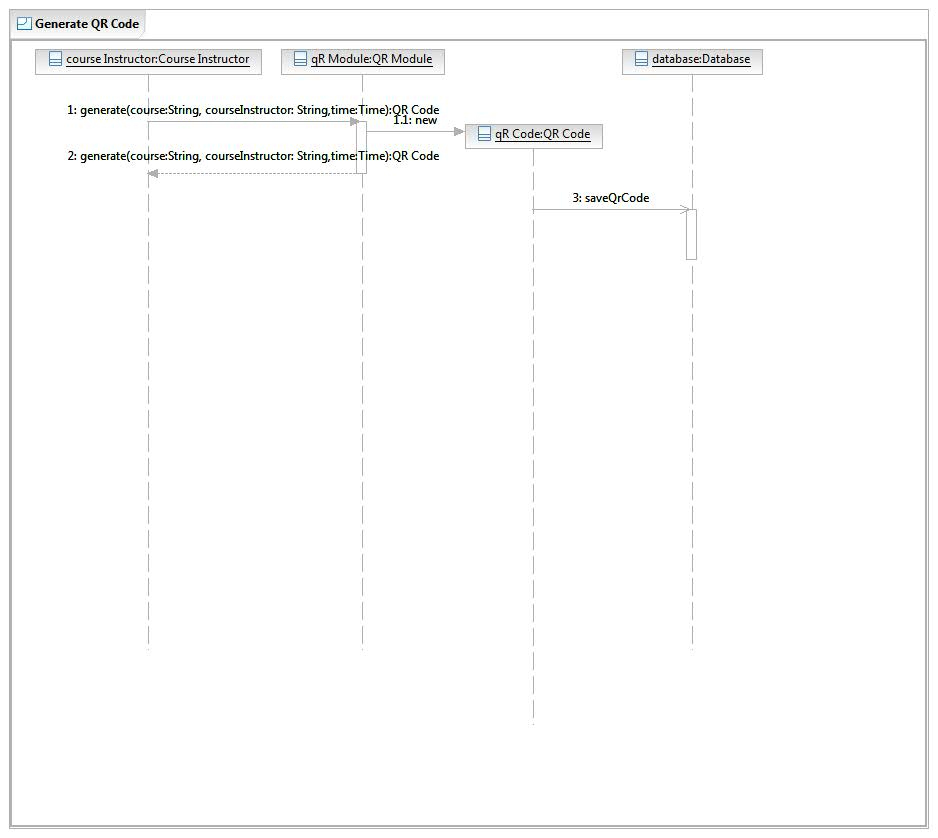 Generate QR Code
course Instructor:Course Instructor
qR Module:QR Module
database:Database
1: generate(course:String, courseInstructor: String,time:Time):QR Code
1.1: new
qR Code:QR Code
2: generate(course:String, courseInstructor: String,time:Time):QR Code
3: saveQrCode